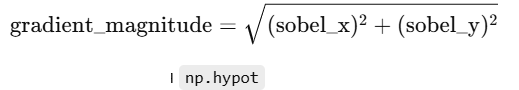 gradient_magnitude = √(sobel_x)² + (sobel_y)²
| np.hypot